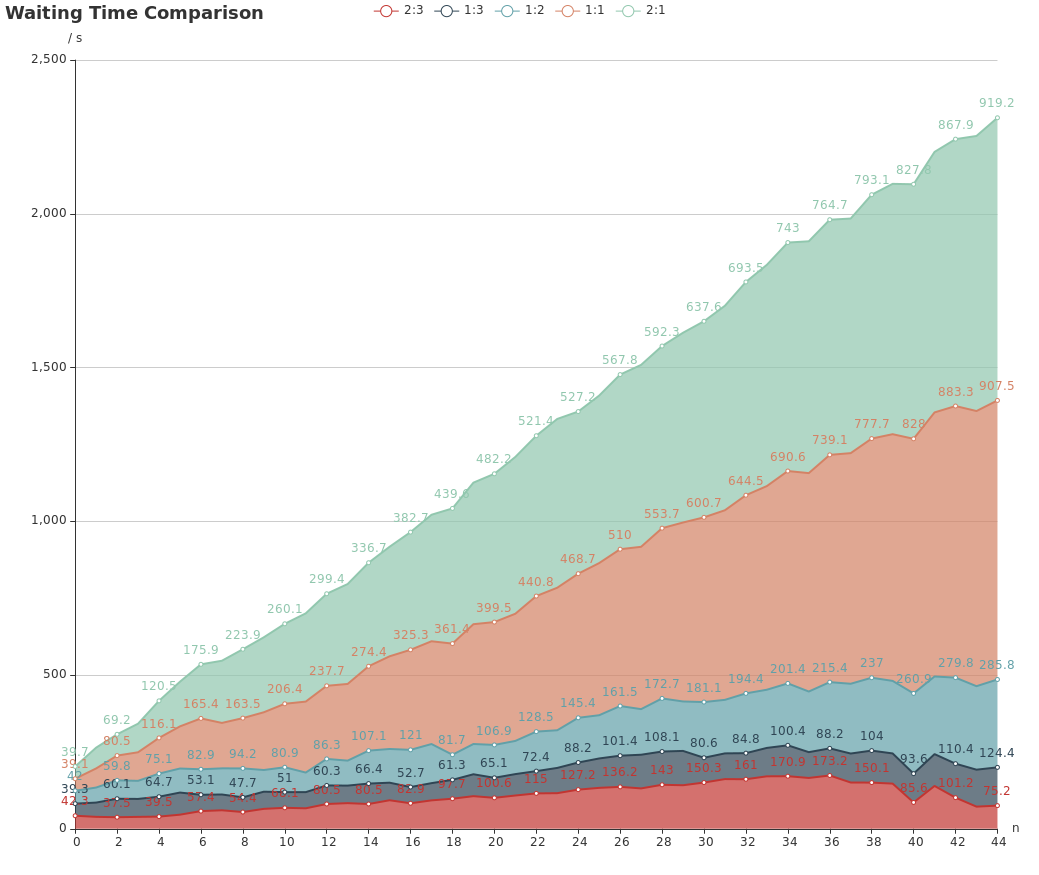 Waiting Time Comparison
2:3 1:3 1:2 1:1 2:1
/ s
2,500
2,000
1,500
1,000
500
0
39.7 69.2 120.5 175.9 223.9 260.1 299.4 336.7 382.7 439.6 482.2 521.4 527.2 567.8 592.3 637.6 693.5 743 764.7 793.1 827.8 867.9 919.2
39.1 80.5 116.1 165.4 163.5 206.4 237.7 274.4 325.3 361.4 399.5 440.8 468.7 510 553.7 600.7 644.5 690.6 739.1 777.7 828 883.3 907.5
42 59.8 75.1 82.9 94.2 80.9 86.3 107.1 121 81.7 106.9 128.5 145.4 161.5 172.7 181.1 194.4 201.4 215.4 237 260.9 279.8 285.8
60.1 64.7 53.1 47.7 51 60.3 66.4 52.7 61.3 65.1 72.4 88.2 101.4 108.1 80.6 84.8 100.4 88.2 104 93.6 110.4 124.4
42.3 37.5 39.5 57.4 68.1 80.5 80.5 82.9 97.7 100.6 115 127.2 136.2 143 150.3 161 170.9 173.2 150.1 85.6 101.2 75.2
0 2 4 6 8 10 12 14 16 18 20 22 24 26 28 30 32 34 36 38 40 42 44
n